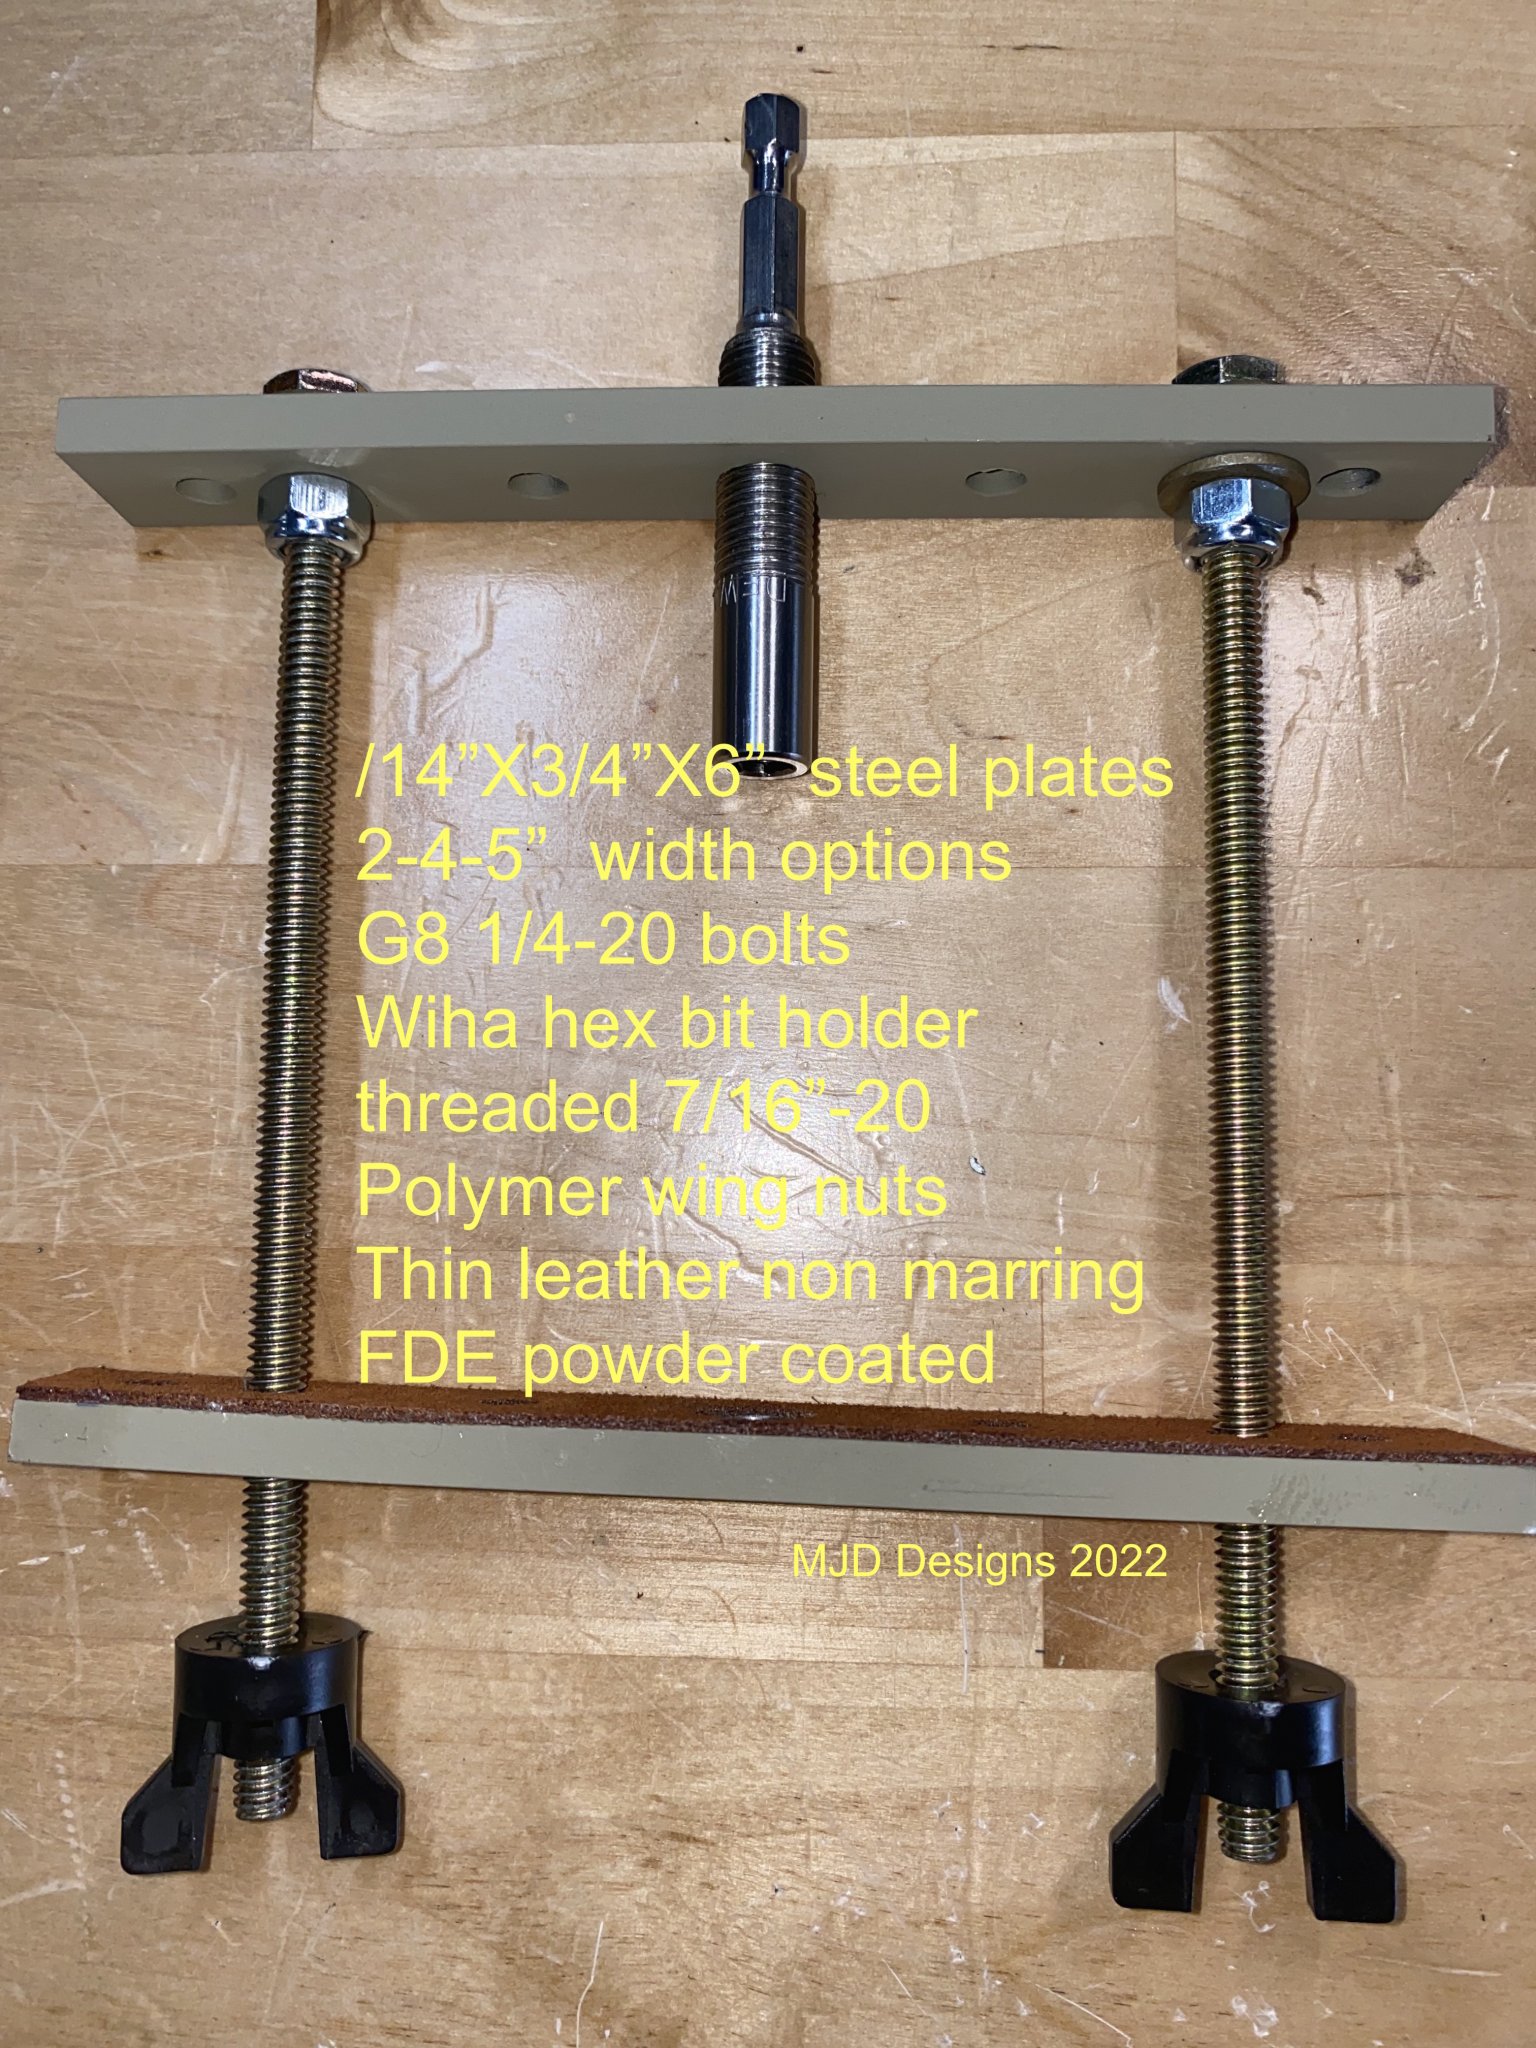 DEW
/14”X3/4”X6”  steel plates
2-4-5”  width options
G8 1/4-20 bolts
Wiha hex bit holder
threaded 7/16”-20
Polymer wing nuts
Thin leather non marring
FDE powder coated
MJD Designs 2022